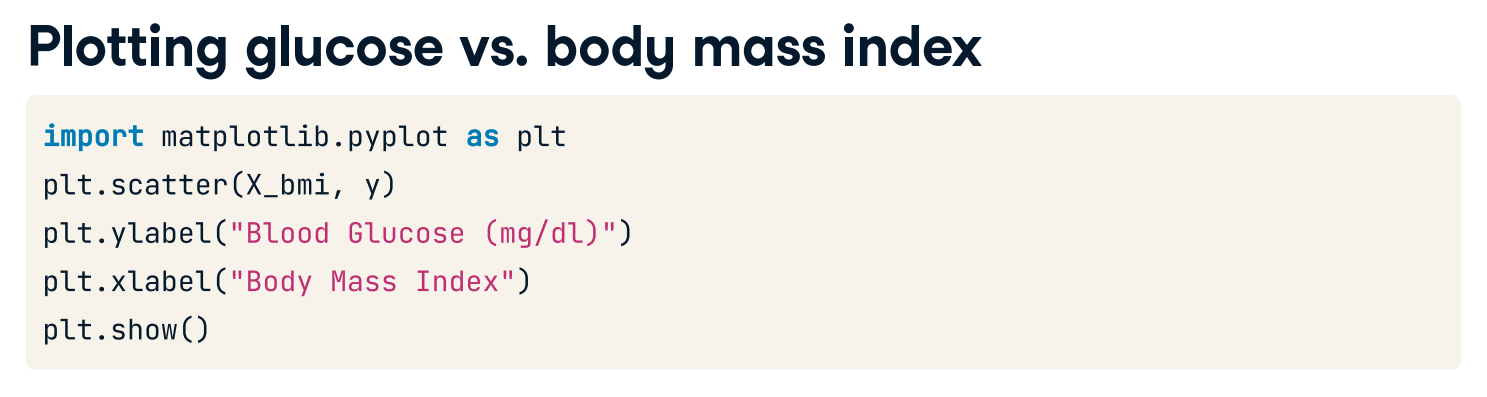 Plotting glucose vs. body mass index
import matplotlib.pyplot as plt
plt.scatter(X_bmi, y)
plt.ylabel("Blood Glucose (mg/dl)")
plt.xlabel("Body Mass Index")
plt.show()